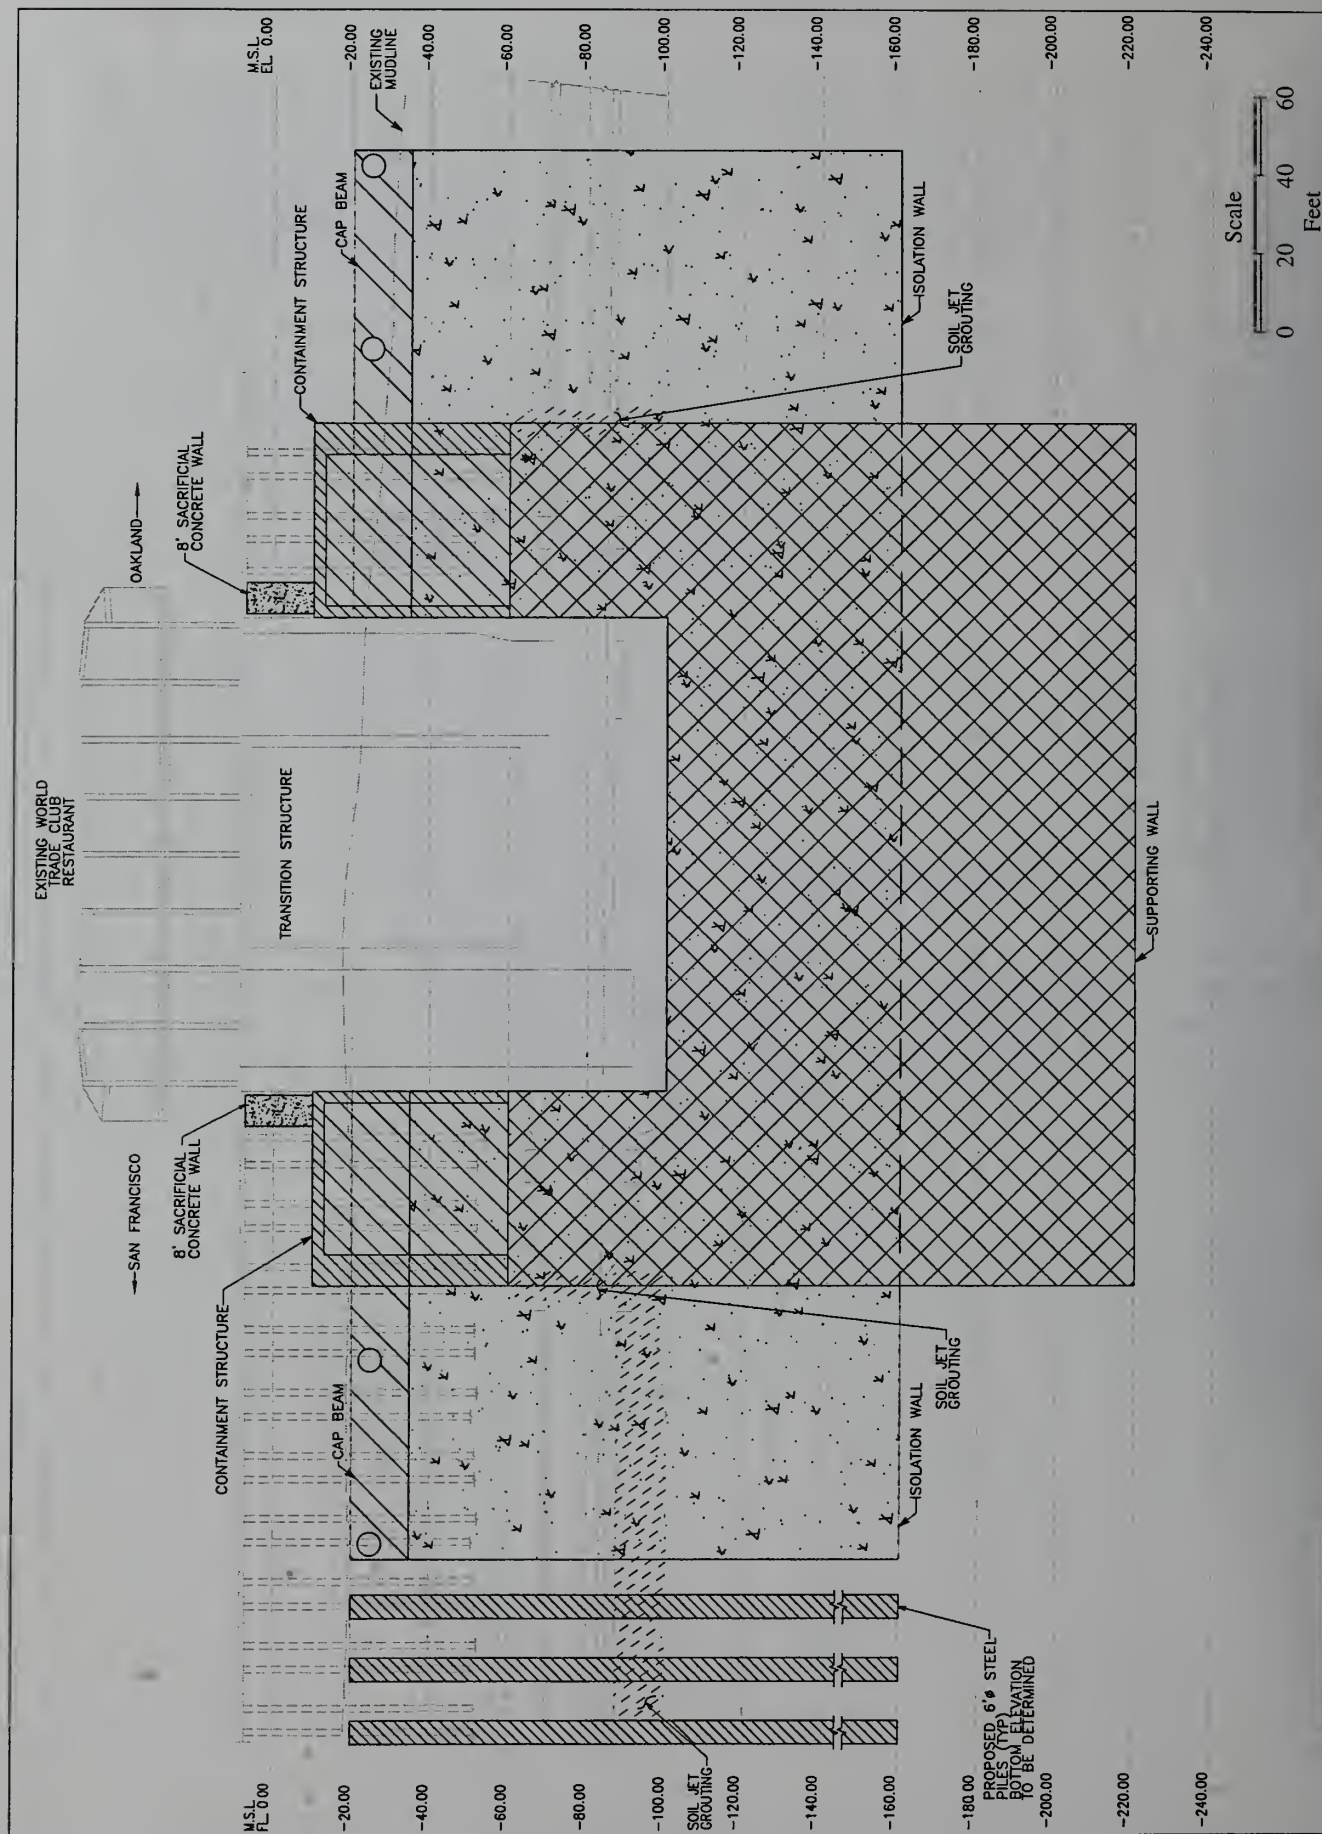 EXISTING WORLD
TRADE CLUB
RESTAURANT
←SAN FRANCISCO
OAKLAND→
8' SACRIFICIAL
CONCRETE WALL
8' SACRIFICIAL
CONCRETE WALL
CONTAINMENT STRUCTURE
CONTAINMENT STRUCTURE
TRANSITION STRUCTURE
CAP BEAM
CAP BEAM
EXISTING
MUDLINE
M.S.L
EL 0.00
-20.00
-40.00
-60.00
-80.00
-100.00
-120.00
-140.00
-160.00
-180.00
-200.00
-220.00
-240.00
M.S.L
EL 0.00
-20.00
-40.00
-60.00
-80.00
-100.00
-120.00
-140.00
-160.00
-180.00
-200.00
-220.00
-240.00
SOIL JET
GROUTING
SOIL JET
GROUTING
SOIL JET
GROUTING
ISOLATION WALL
ISOLATION WALL
SUPPORTING WALL
PROPOSED 6'ø STEEL
PILES (TYP)
BOTTOM ELEVATION
TO BE DETERMINED
Scale
0 20 40 60
Feet